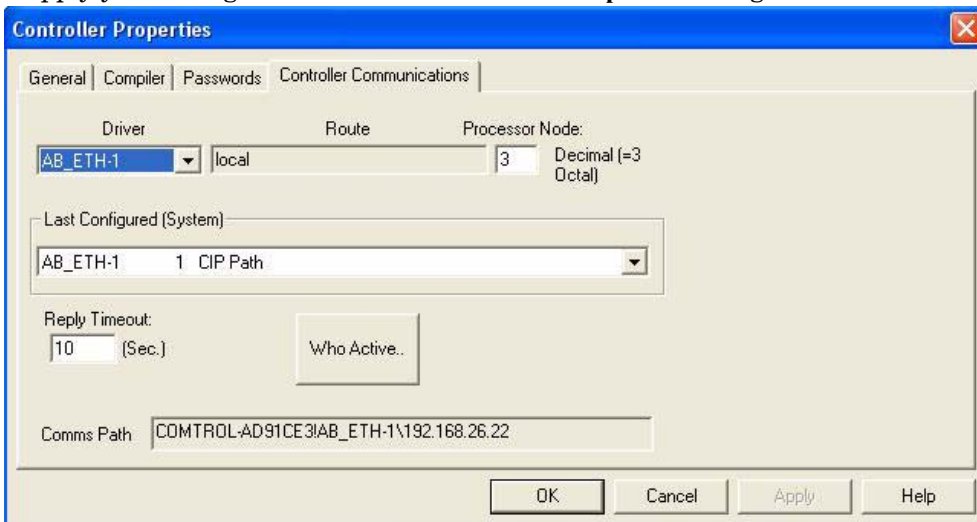 Controller Properties
General Compiler Passwords Controller Communications
Driver Route Processor Node:
AB_ETH-1 local 3 Decimal (=3
Octal)
Last Configured (System)
AB_ETH-1 1 CIP Path
Reply Timeout:
10 (Sec.) Who Active..
Comms Path COMTROL-AD91CE3!AB_ETH-1\192.168.26.22
OK Cancel Apply Help